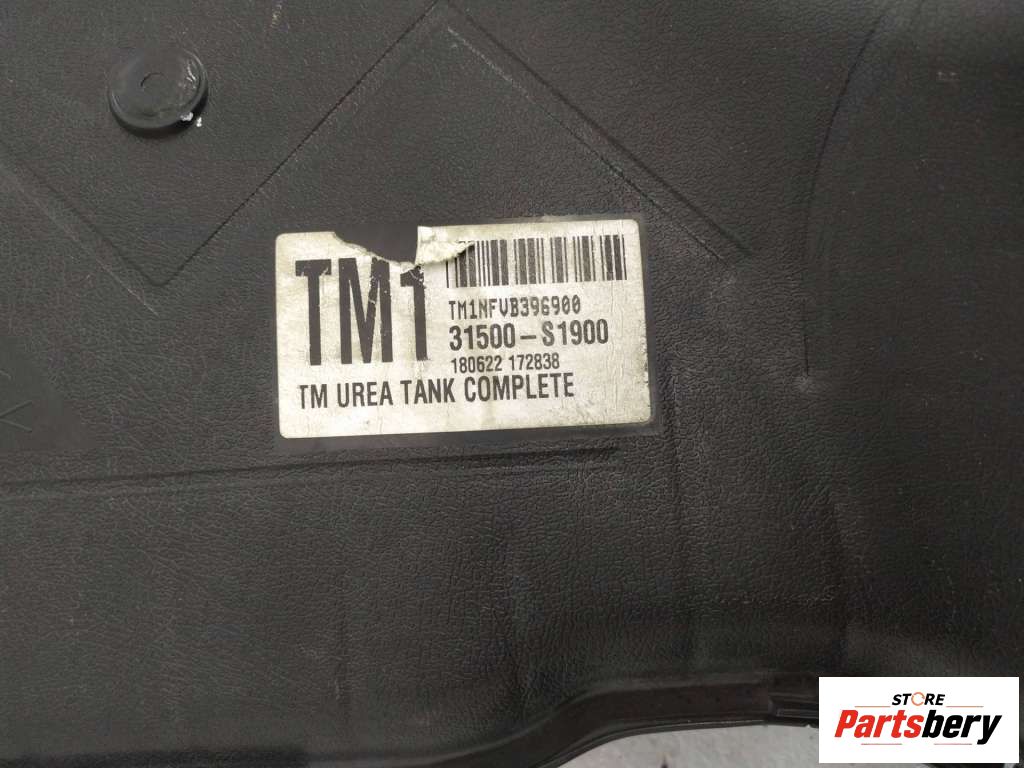 TM1
TM1NFVB396900
31500-S1900
180622 172838
TM UREA TANK COMPLETE
STORE
Partsbery